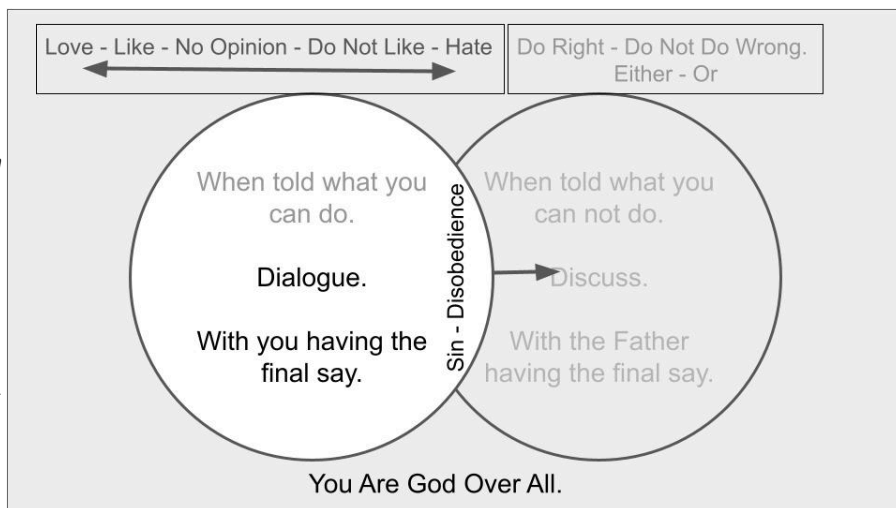 Love - Like - No Opinion - Do Not Like - Hate
Do Right - Do Not Do Wrong.
Either - Or
When told what you
can do.
Dialogue.
With you having the
final say.
Sin - Disobedience
When told what you
can not do.
Discuss.
With the Father
having the final say.
You Are God Over All.